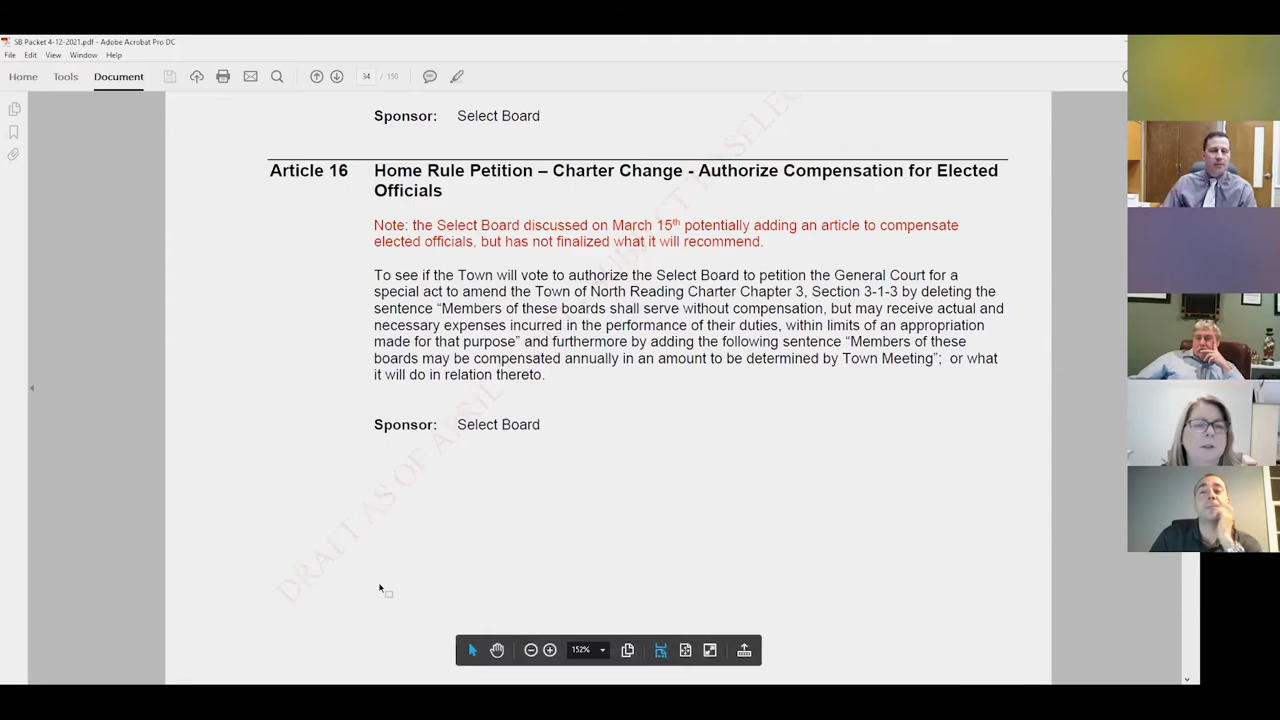 SB Packet 4-12-2021.pdf - Adobe Acrobat Pro DC
File Edit View Window Help
Home Tools Document 34 / 150
Sponsor: Select Board
Article 16 Home Rule Petition – Charter Change - Authorize Compensation for Elected
Officials
Note: the Select Board discussed on March 15th potentially adding an article to compensate
elected officials, but has not finalized what it will recommend.
To see if the Town will vote to authorize the Select Board to petition the General Court for a
special act to amend the Town of North Reading Charter Chapter 3, Section 3-1-3 by deleting the
sentence “Members of these boards shall serve without compensation, but may receive actual and
necessary expenses incurred in the performance of their duties, within limits of an appropriation
made for that purpose” and furthermore by adding the following sentence “Members of these
boards may be compensated annually in an amount to be determined by Town Meeting”; or what
it will do in relation thereto.
Sponsor: Select Board
DRAFT AS OF APRIL
152%